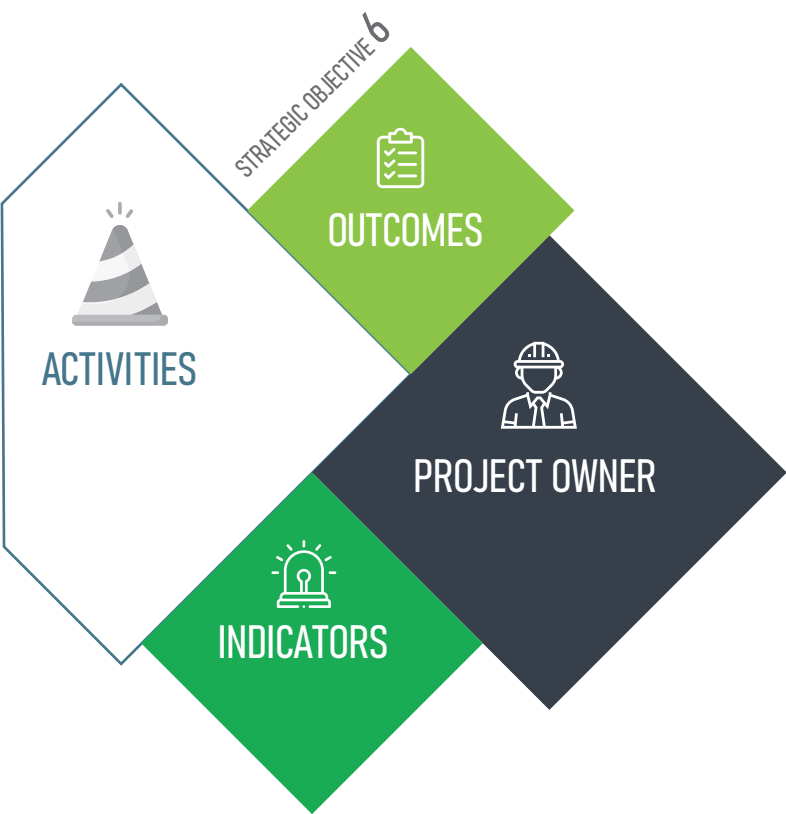 STRATEGIC OBJECTIVE 6
OUTCOMES
ACTIVITIES
PROJECT OWNER
INDICATORS